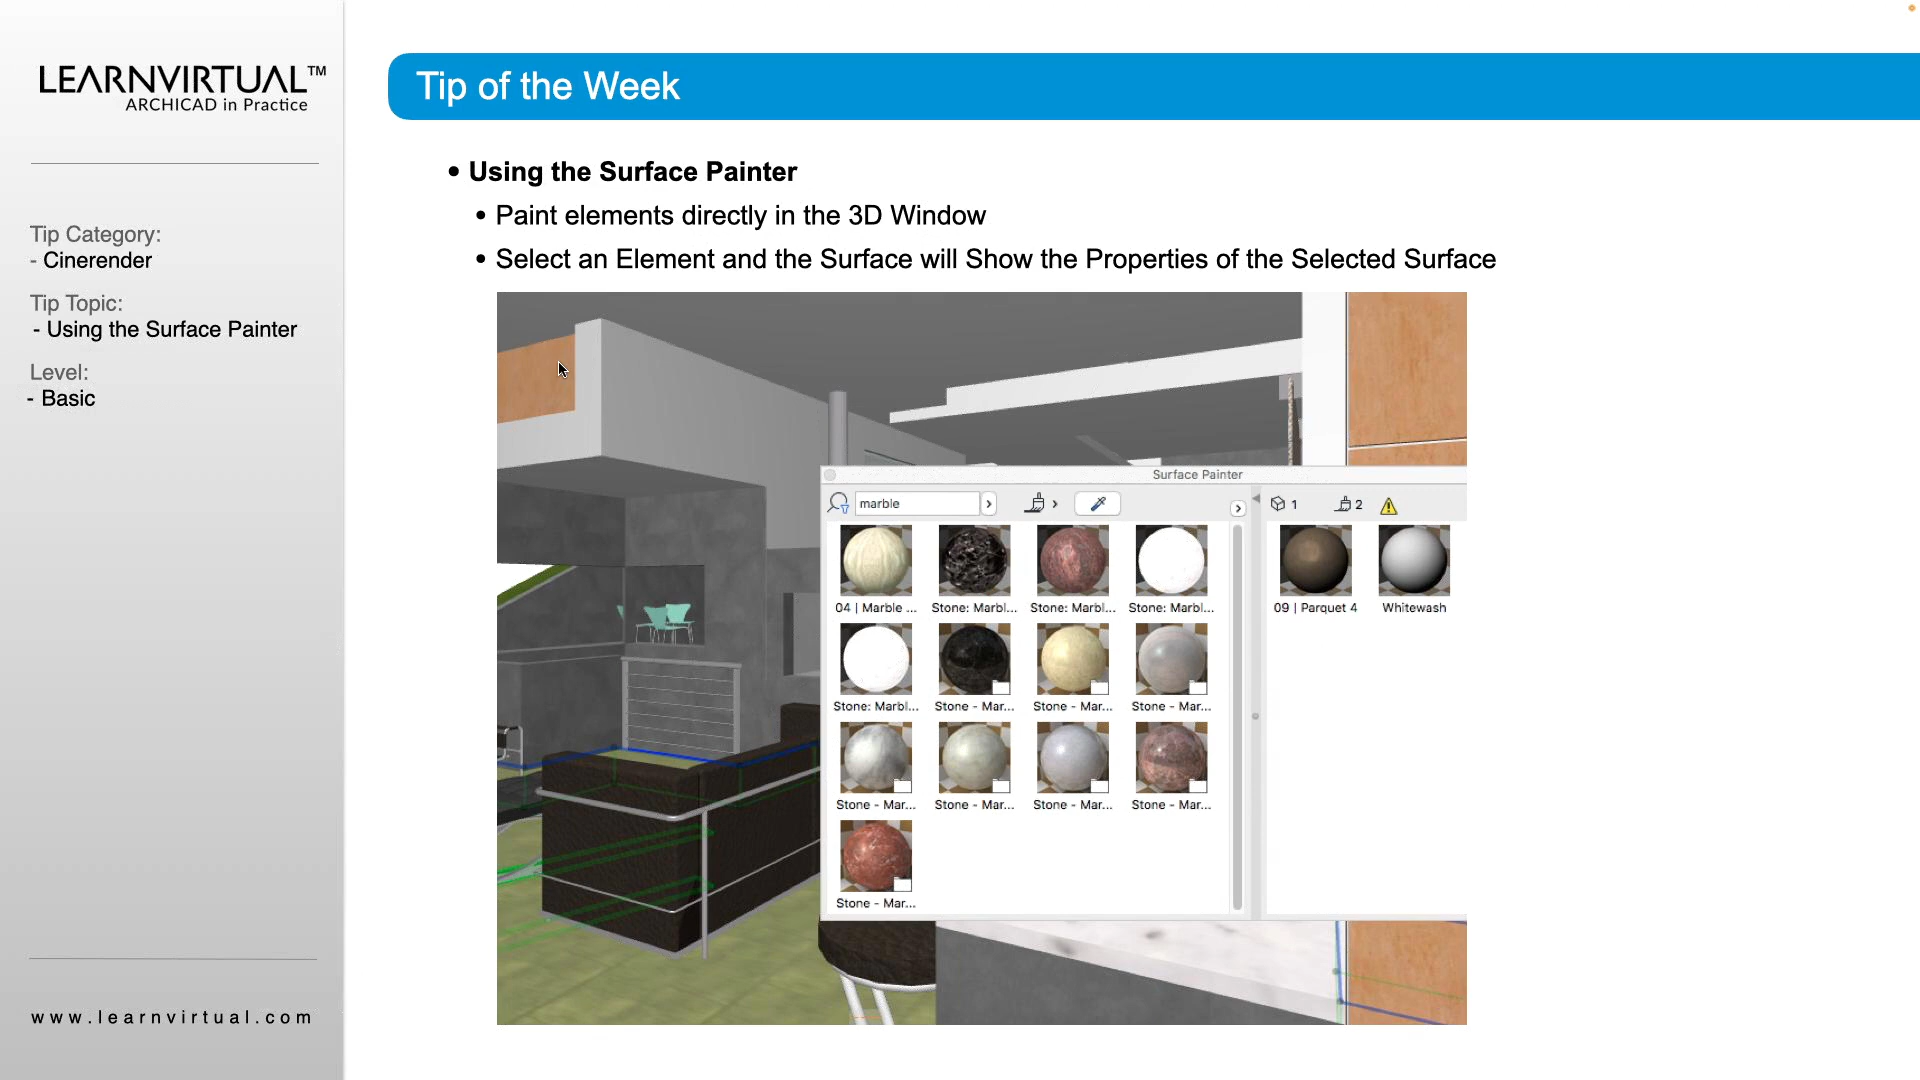 LEARNVIRTUAL™
ARCHICAD in Practice
Tip Category:
- Cinerender
Tip Topic:
- Using the Surface Painter
Level:
- Basic
www.learnvirtual.com
Tip of the Week
• Using the Surface Painter
• Paint elements directly in the 3D Window
• Select an Element and the Surface will Show the Properties of the Selected Surface
Surface Painter
marble
1
2
04 | Marble ...
Stone: Marbl...
Stone: Marbl...
Stone: Marbl...
09 | Parquet 4
Whitewash
Stone: Marbl...
Stone - Mar...
Stone - Mar...
Stone - Mar...
Stone - Mar...
Stone - Mar...
Stone - Mar...
Stone - Mar...
Stone - Mar...